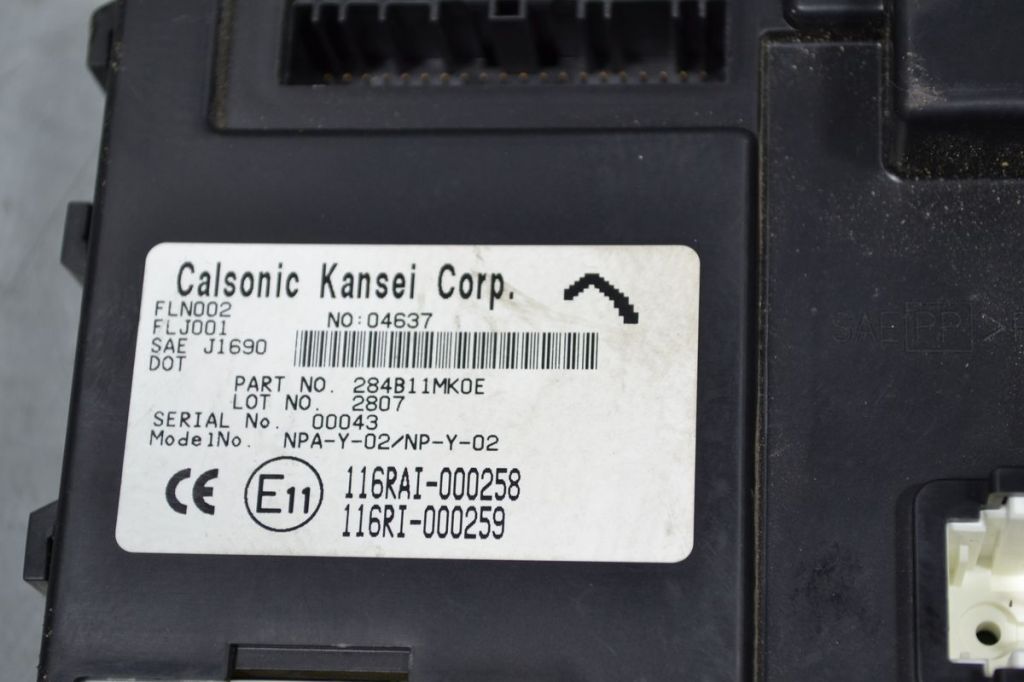 Calsonic Kansei Corp.
FLN002
FLJ001
NO:04637
SAE J1690
DOT
PART NO. 284B11MK0E
LOT NO. 2807
SERIAL No. 00043
ModelNo. NPA-Y-02/NP-Y-02
CE E11 116RAI-000258
116RI-000259